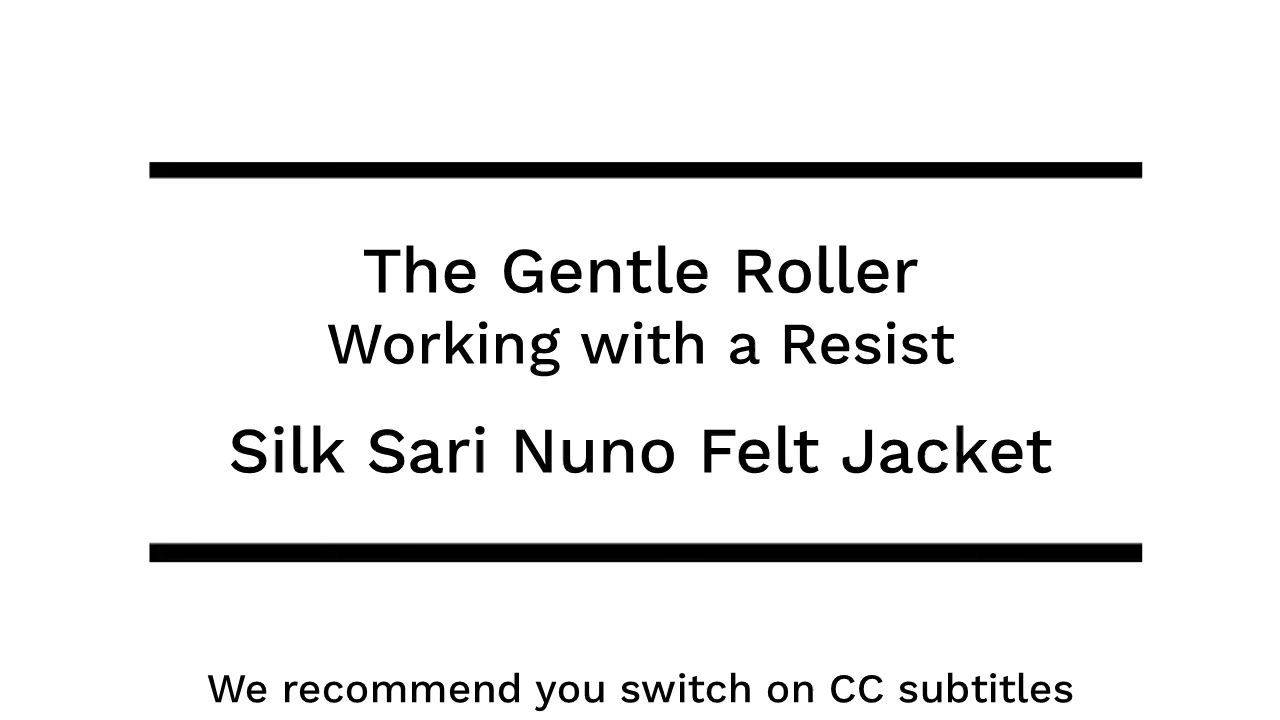 The Gentle Roller
Working with a Resist
Silk Sari Nuno Felt Jacket
We recommend you switch on CC subtitles